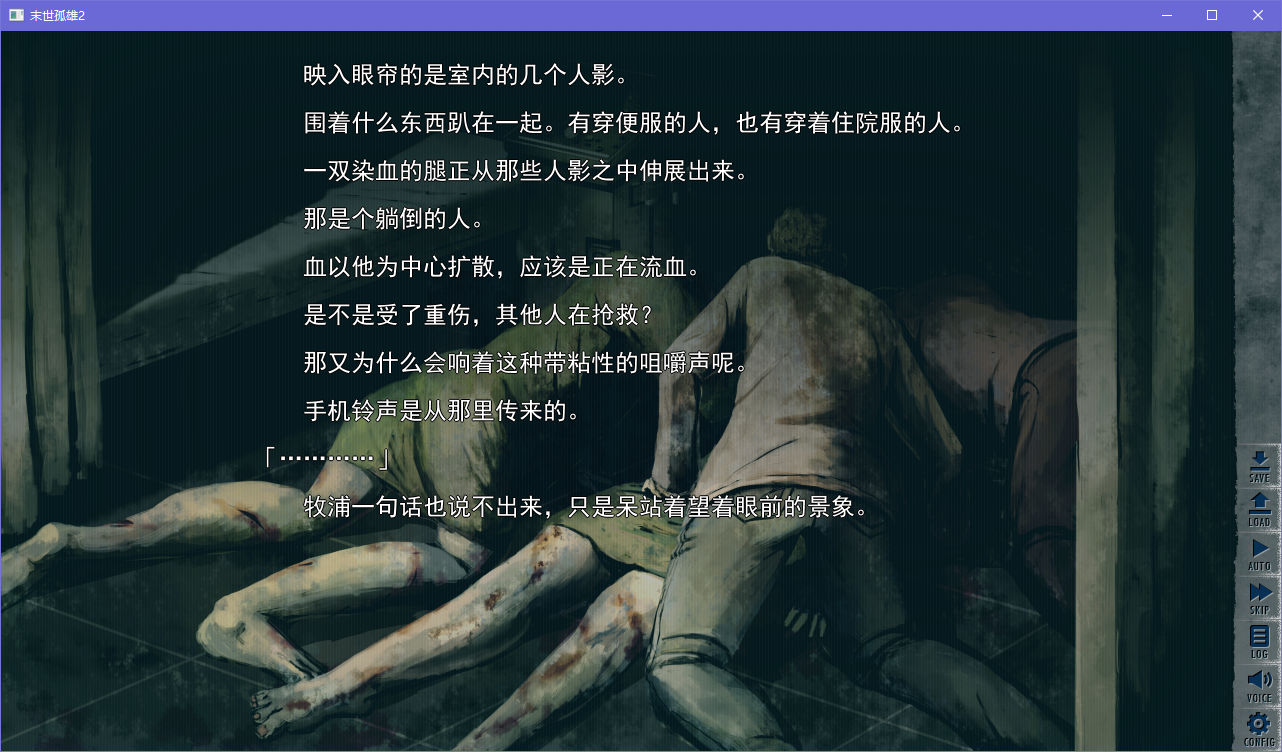 末世孤雄2
映入眼帘的是室内的几个人影。
围着什么东西趴在一起。有穿便服的人，也有穿着住院服的人。
一双染血的腿正从那些人影之中伸展出来。
那是个躺倒的人。
血以他为中心扩散，应该是正在流血。
是不是受了重伤，其他人在抢救？
那又为什么会响着这种带粘性的咀嚼声呢。
手机铃声是从那里传来的。
「…………」
牧浦一句话也说不出来，只是呆站着望着眼前的景象。
SAVE
LOAD
AUTO
SKIP
LOG
VOICE
CONFIG